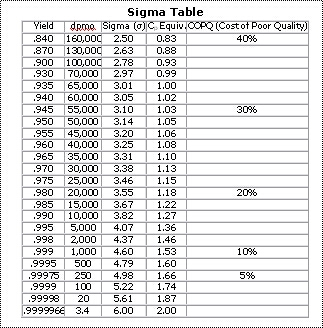 Sigma Table
Yield dpmo Sigma (σ) C Equiv. COPQ (Cost of Poor Quality)
.840 160,000 2.50 0.83 40%
.870 130,000 2.63 0.88
.900 100,000 2.78 0.93
.930 70,000 2.97 0.99
.935 65,000 3.01 1.00
.940 60,000 3.05 1.02
.945 55,000 3.10 1.03 30%
.950 50,000 3.14 1.05
.955 45,000 3.20 1.06
.960 40,000 3.25 1.08
.965 35,000 3.31 1.10
.970 30,000 3.38 1.13
.975 25,000 3.46 1.15
.980 20,000 3.55 1.18 20%
.985 15,000 3.67 1.22
.990 10,000 3.82 1.27
.995 5,000 4.07 1.36
.998 2,000 4.37 1.46
.999 1,000 4.60 1.53 10%
.9995 500 4.79 1.60
.99975 250 4.98 1.66 5%
.9999 100 5.22 1.74
.99998 20 5.61 1.87
.9999966 3.4 6.00 2.00